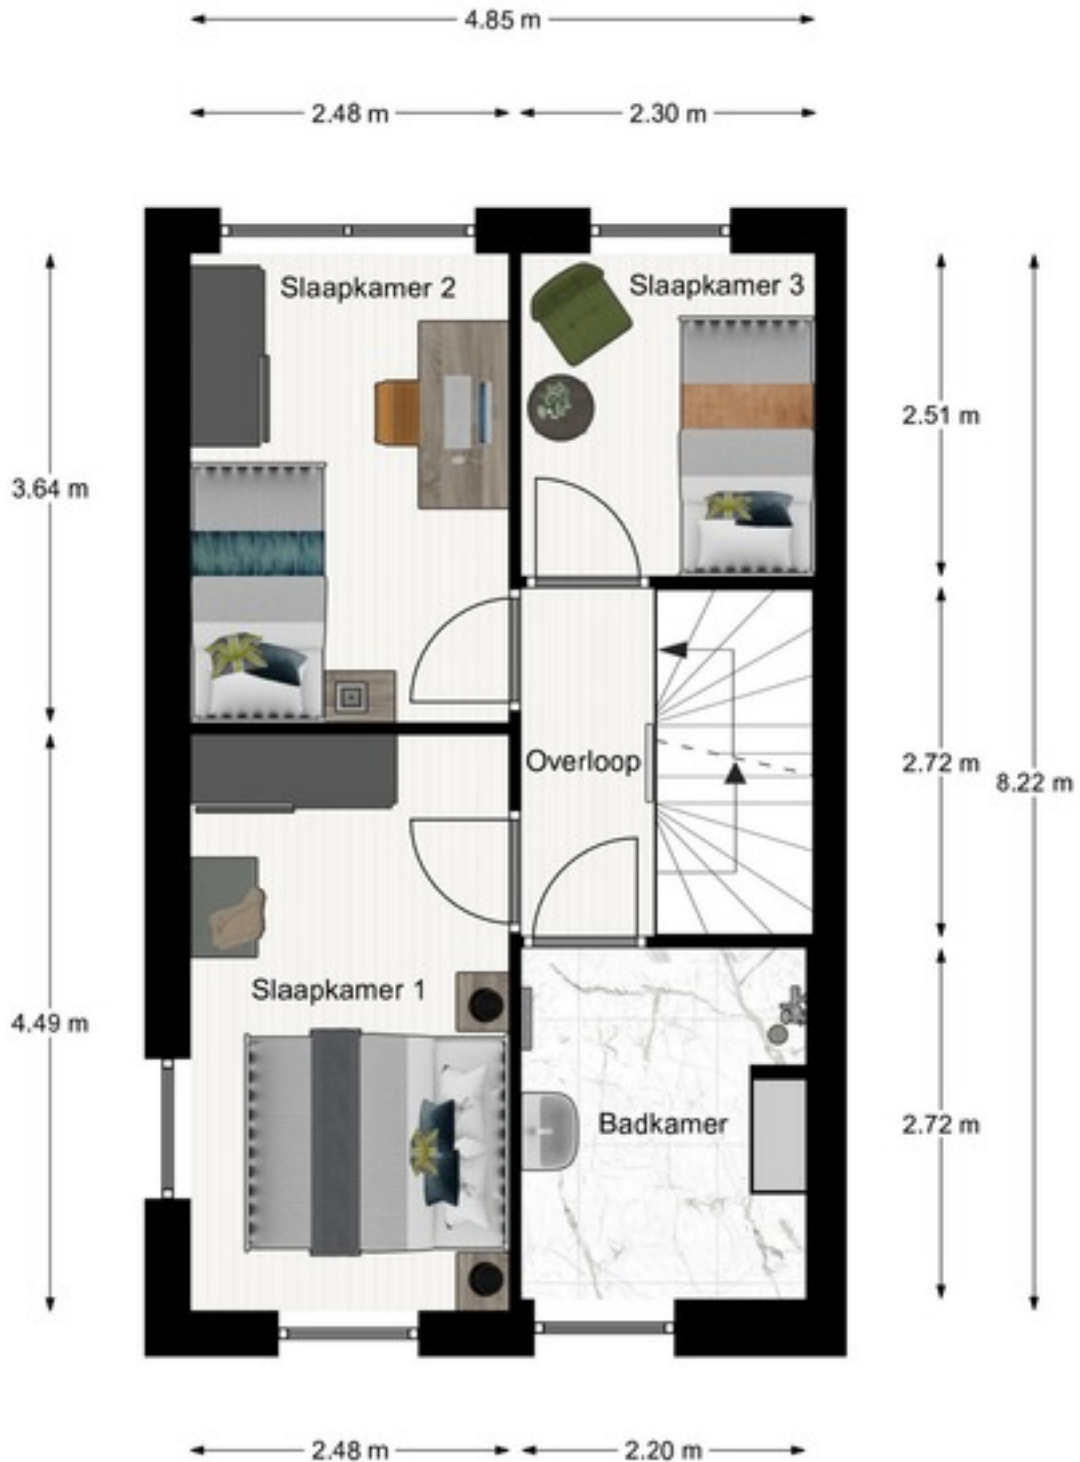 4.85 m
2.48 m
2.30 m
Slaapkamer 2
Slaapkamer 3
2.51 m
3.64 m
Overloop
2.72 m
8.22 m
Slaapkamer 1
4.49 m
Badkamer
2.72 m
2.48 m
2.20 m